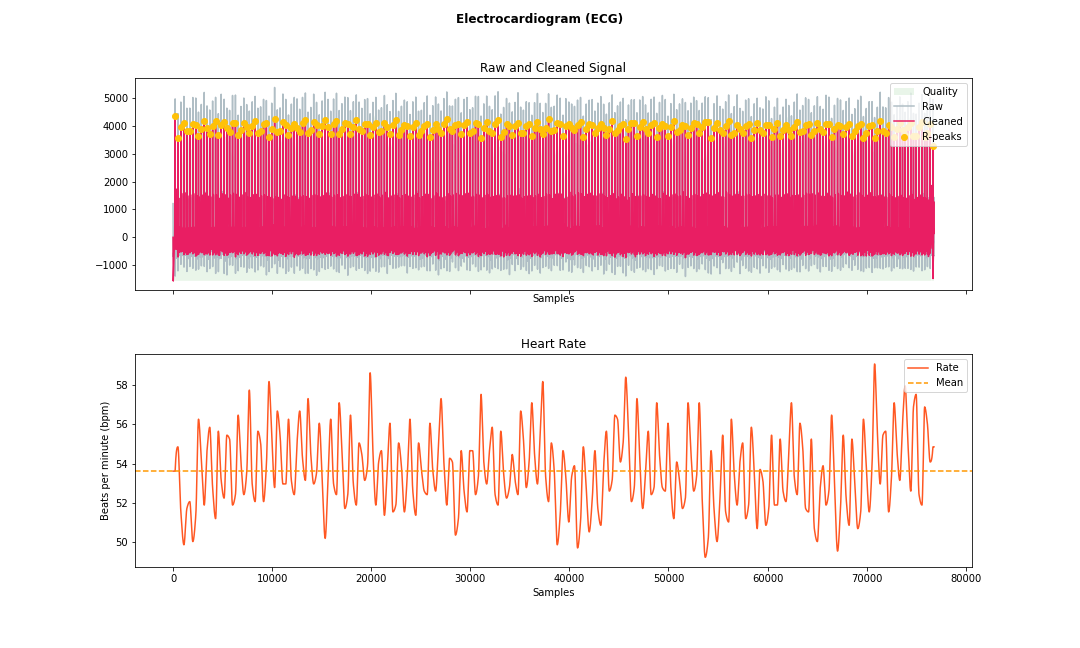 Electrocardiogram (ECG)
Raw and Cleaned Signal
5000
4000
3000
2000
1000
0
−1000
Quality
Raw
Cleaned
R-peaks
Samples
Heart Rate
58
56
54
52
50
Beats per minute (bpm)
Rate
Mean
0 10000 20000 30000 40000 50000 60000 70000 80000
Samples